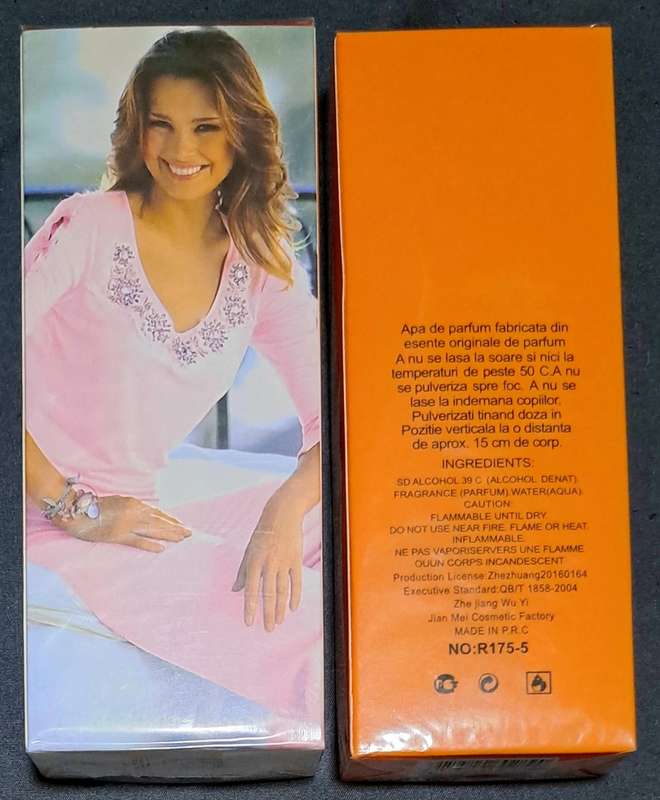 Apa de parfum fabricata din
esente originale de parfum
A nu se lasa la soare si nici la
temperaturi de peste 50 C.A nu
se pulveriza spre foc. A nu se
lase la indemana copiilor.
Pulverizati tinand doza in
Pozitie verticala la o distanta
de aprox. 15 cm de corp.
INGREDIENTS:
SD ALCOHOL 39 C (ALCOHOL DENAT)
FRAGRANCE (PARFUM).WATER(AQUA).
CAUTION:
FLAMMABLE UNTIL DRY.
DO NOT USE NEAR FIRE. FLAME OR HEAT.
INFLAMMABLE.
NE PAS VAPORISERVERS UNE FLAMME
OUUN CORPS INCANDESCENT
Production License:Zhezhuang20160164
Executive Standard:QB/T 1858-2004
Zhe jiang Wu Yi
Jian Mei Cosmetic Factory
MADE IN P.R.C
NO:R175-5